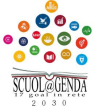 SCUOL@GENDA
17 goal in rete
2030